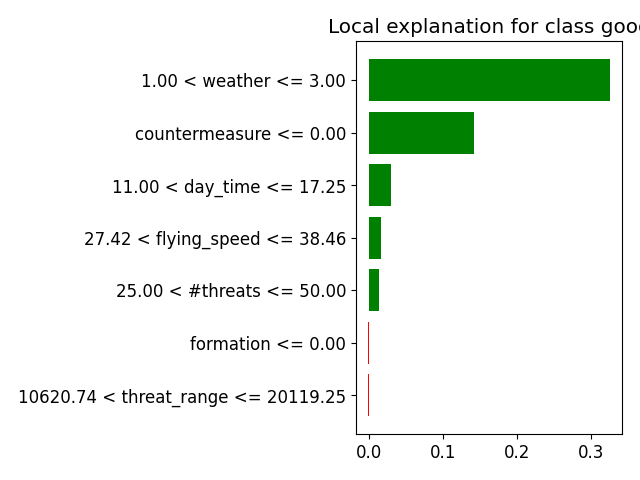 Local explanation for class good
1.00 < weather <= 3.00
countermeasure <= 0.00
11.00 < day_time <= 17.25
27.42 < flying_speed <= 38.46
25.00 < #threats <= 50.00
formation <= 0.00
10620.74 < threat_range <= 20119.25
0.0 0.1 0.2 0.3